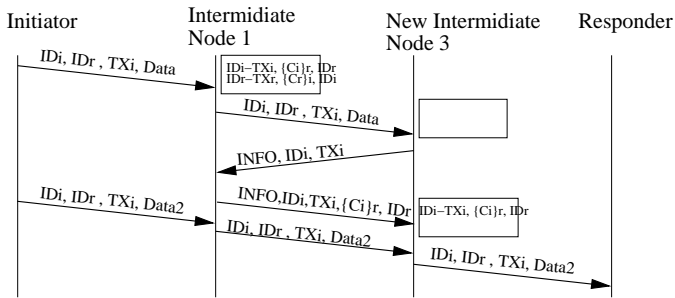 Initiator
Intermidiate
Node 1
New Intermediate
Node 3
Responder
IDi, IDr , TXi, Data
IDi–TXi, {Ci}r, IDr
IDr–TXr, {Cr}i, IDi
IDi, IDr , TXi, Data
INFO, IDi, TXi
IDi, IDr , TXi, Data2
INFO,IDi,TXi,{Ci}r, IDr
IDi–TXi, {Ci}r, IDr
IDi, IDr , TXi, Data2
IDi, IDr , TXi, Data2